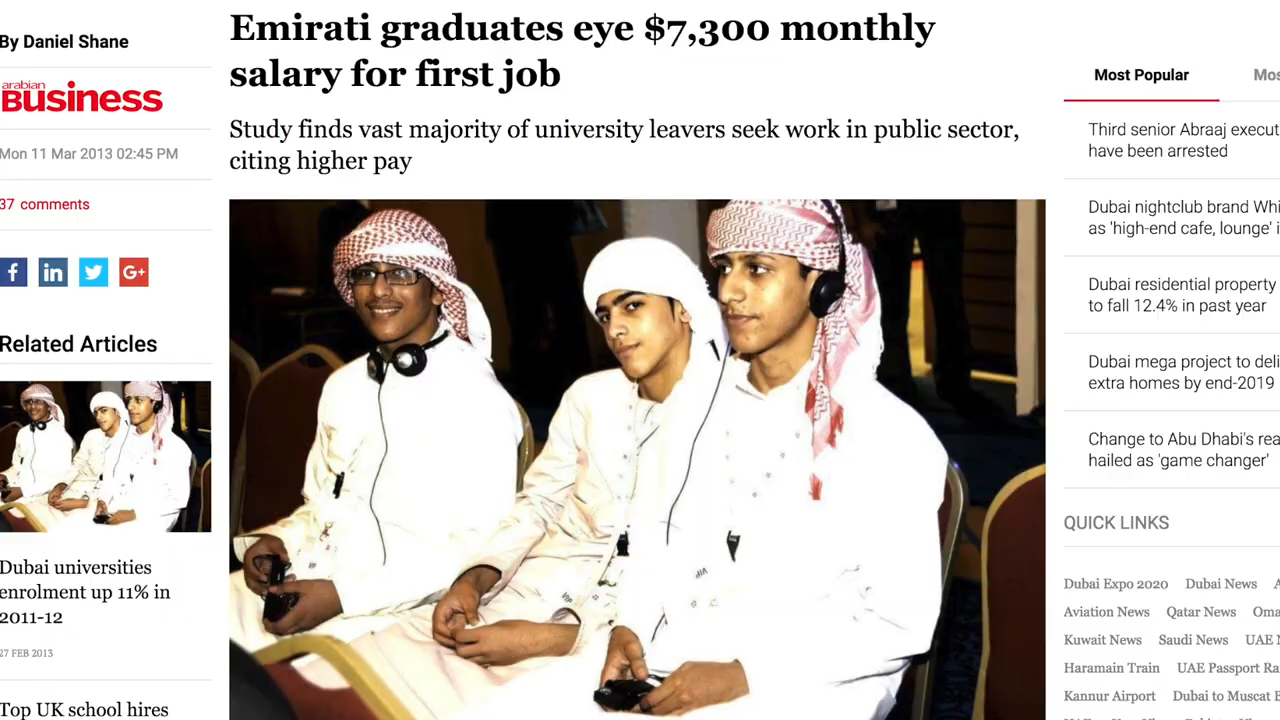 By Daniel Shane
arabian
Business
Mon 11 Mar 2013 02:45 PM
37 comments
Related Articles
Dubai universities
enrolment up 11% in
2011-12
27 FEB 2013
Top UK school hires
Emirati graduates eye $7,300 monthly
salary for first job
Study finds vast majority of university leavers seek work in public sector,
citing higher pay
VIP
VIP
Most Popular
Third senior Abraaj
have been arrested
Dubai nightclub brand
as 'high-end cafe, lounge'
Dubai residential property
to fall 12.4% in past year
Dubai mega project to
extra homes by end-2019
Change to Abu Dhabi's
hailed as 'game changer'
QUICK LINKS
Dubai Expo 2020 Dubai News
Aviation News Qatar News
Kuwait News Saudi News UAE
Haramain Train UAE Passport
Kannur Airport Dubai to Muscat